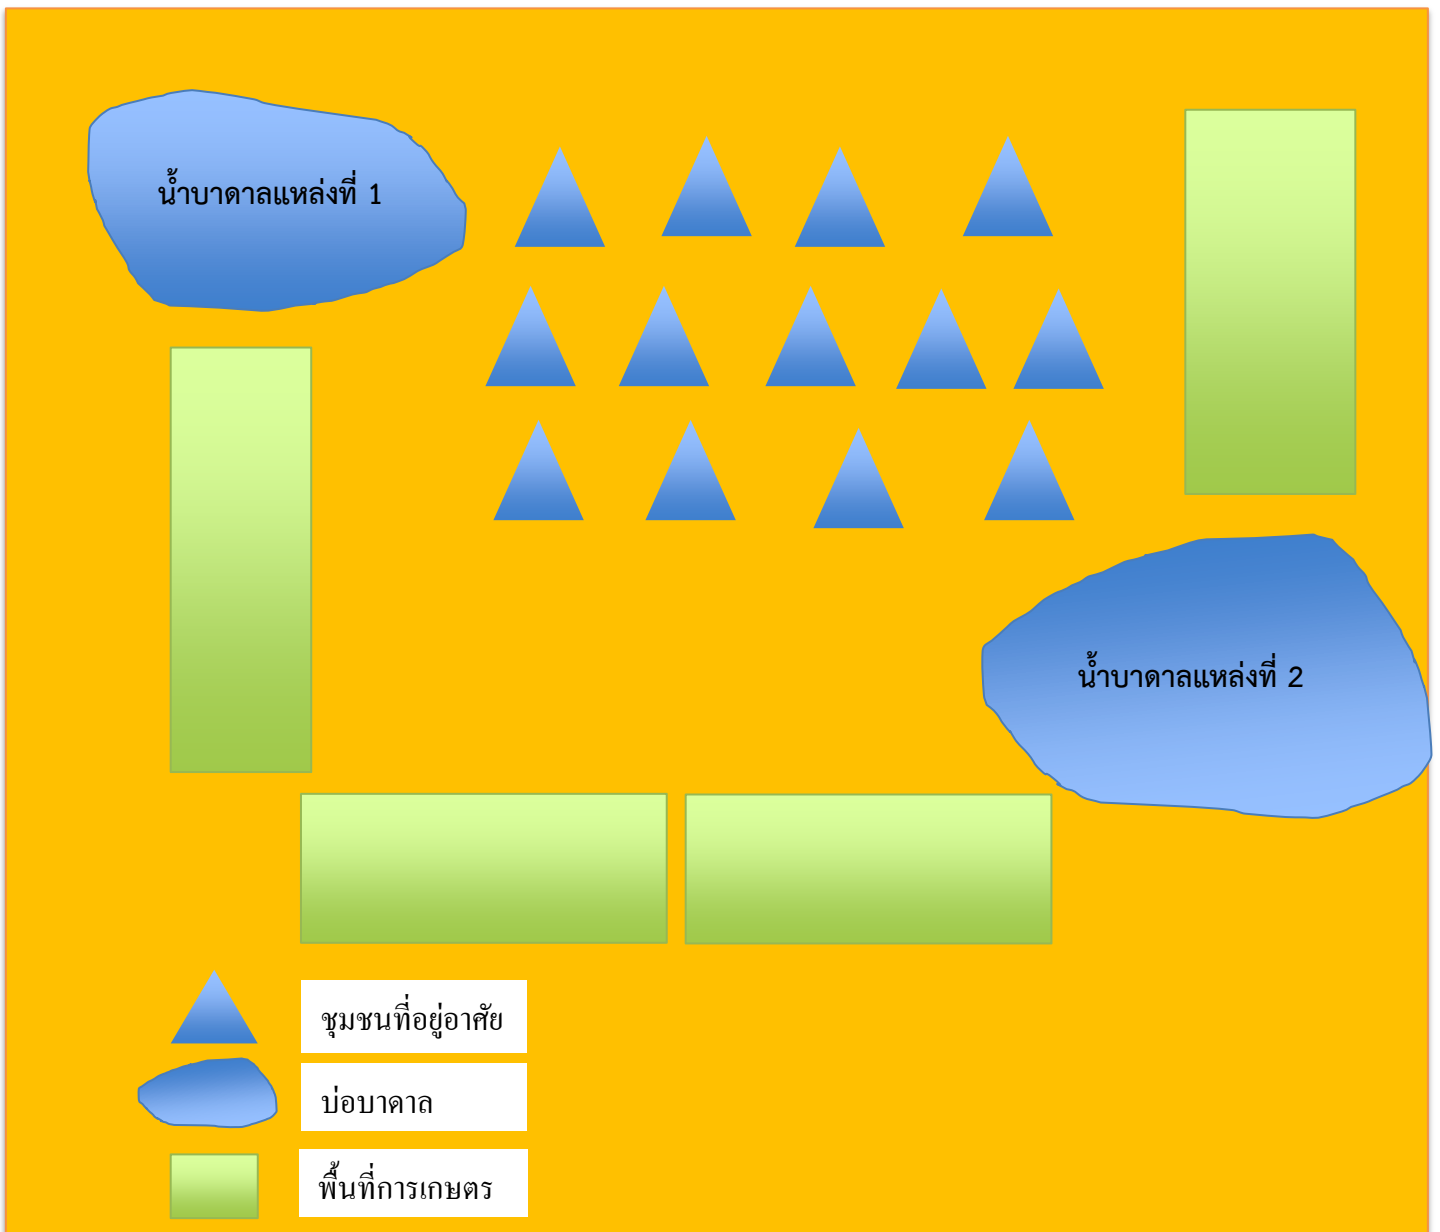 น้ำบาดาลแหล่งที่ 1
น้ำบาดาลแหล่งที่ 2
ชุมชนที่อยู่อาศัย
บ่อบาดาล
พื้นที่การเกษตร